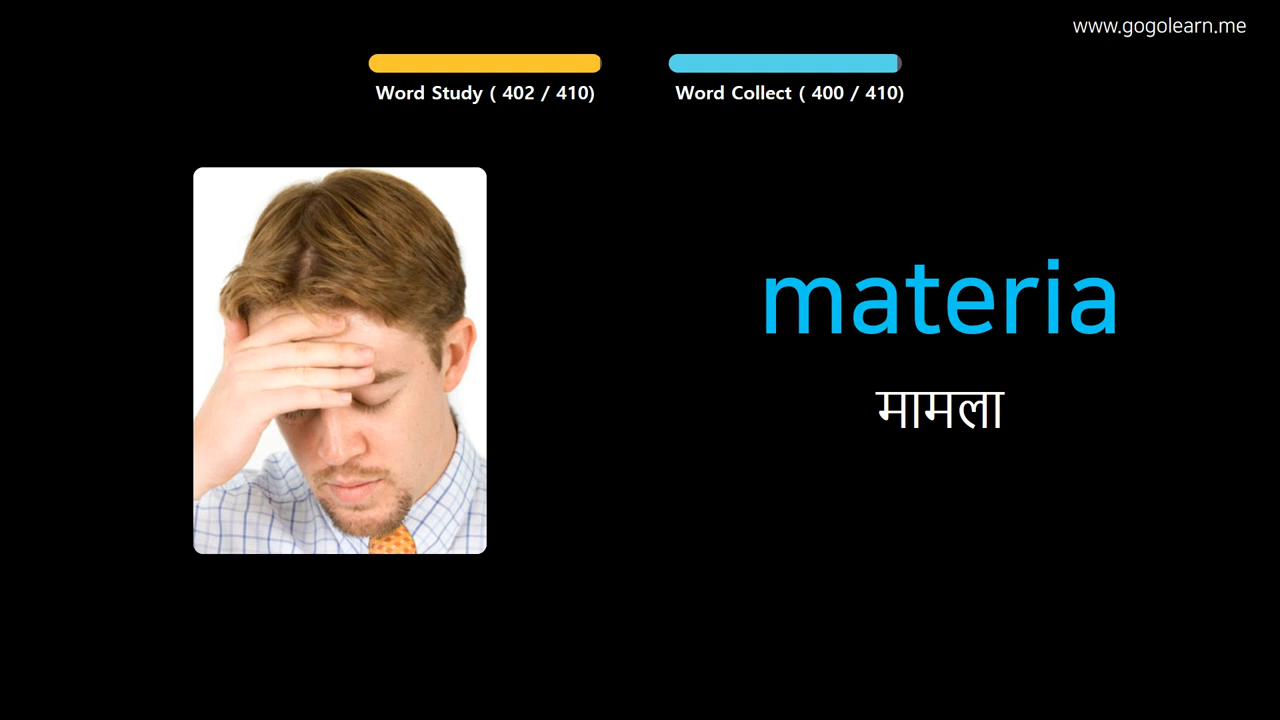 www.gogolearn.me
Word Study ( 402 / 410)
Word Collect ( 400 / 410)
materia
मामला